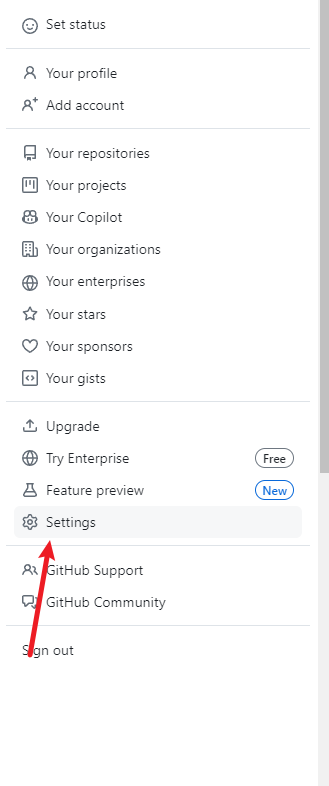 Set status
Your profile
Add account
Your repositories
Your projects
Your Copilot
Your organizations
Your enterprises
Your stars
Your sponsors
Your gists
Upgrade
Try Enterprise Free
Feature preview New
Settings
GitHub Support
GitHub Community
Sign out